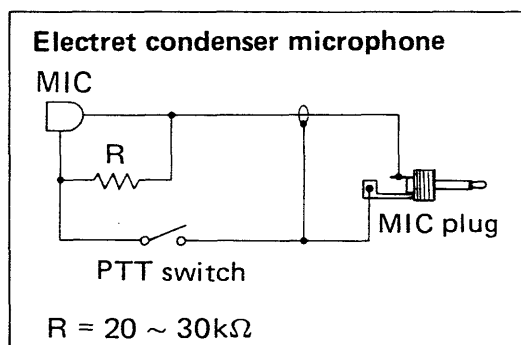 Electret condenser microphone
MIC
R
MIC plug
PTT switch
R = 20 ~ 30kΩ